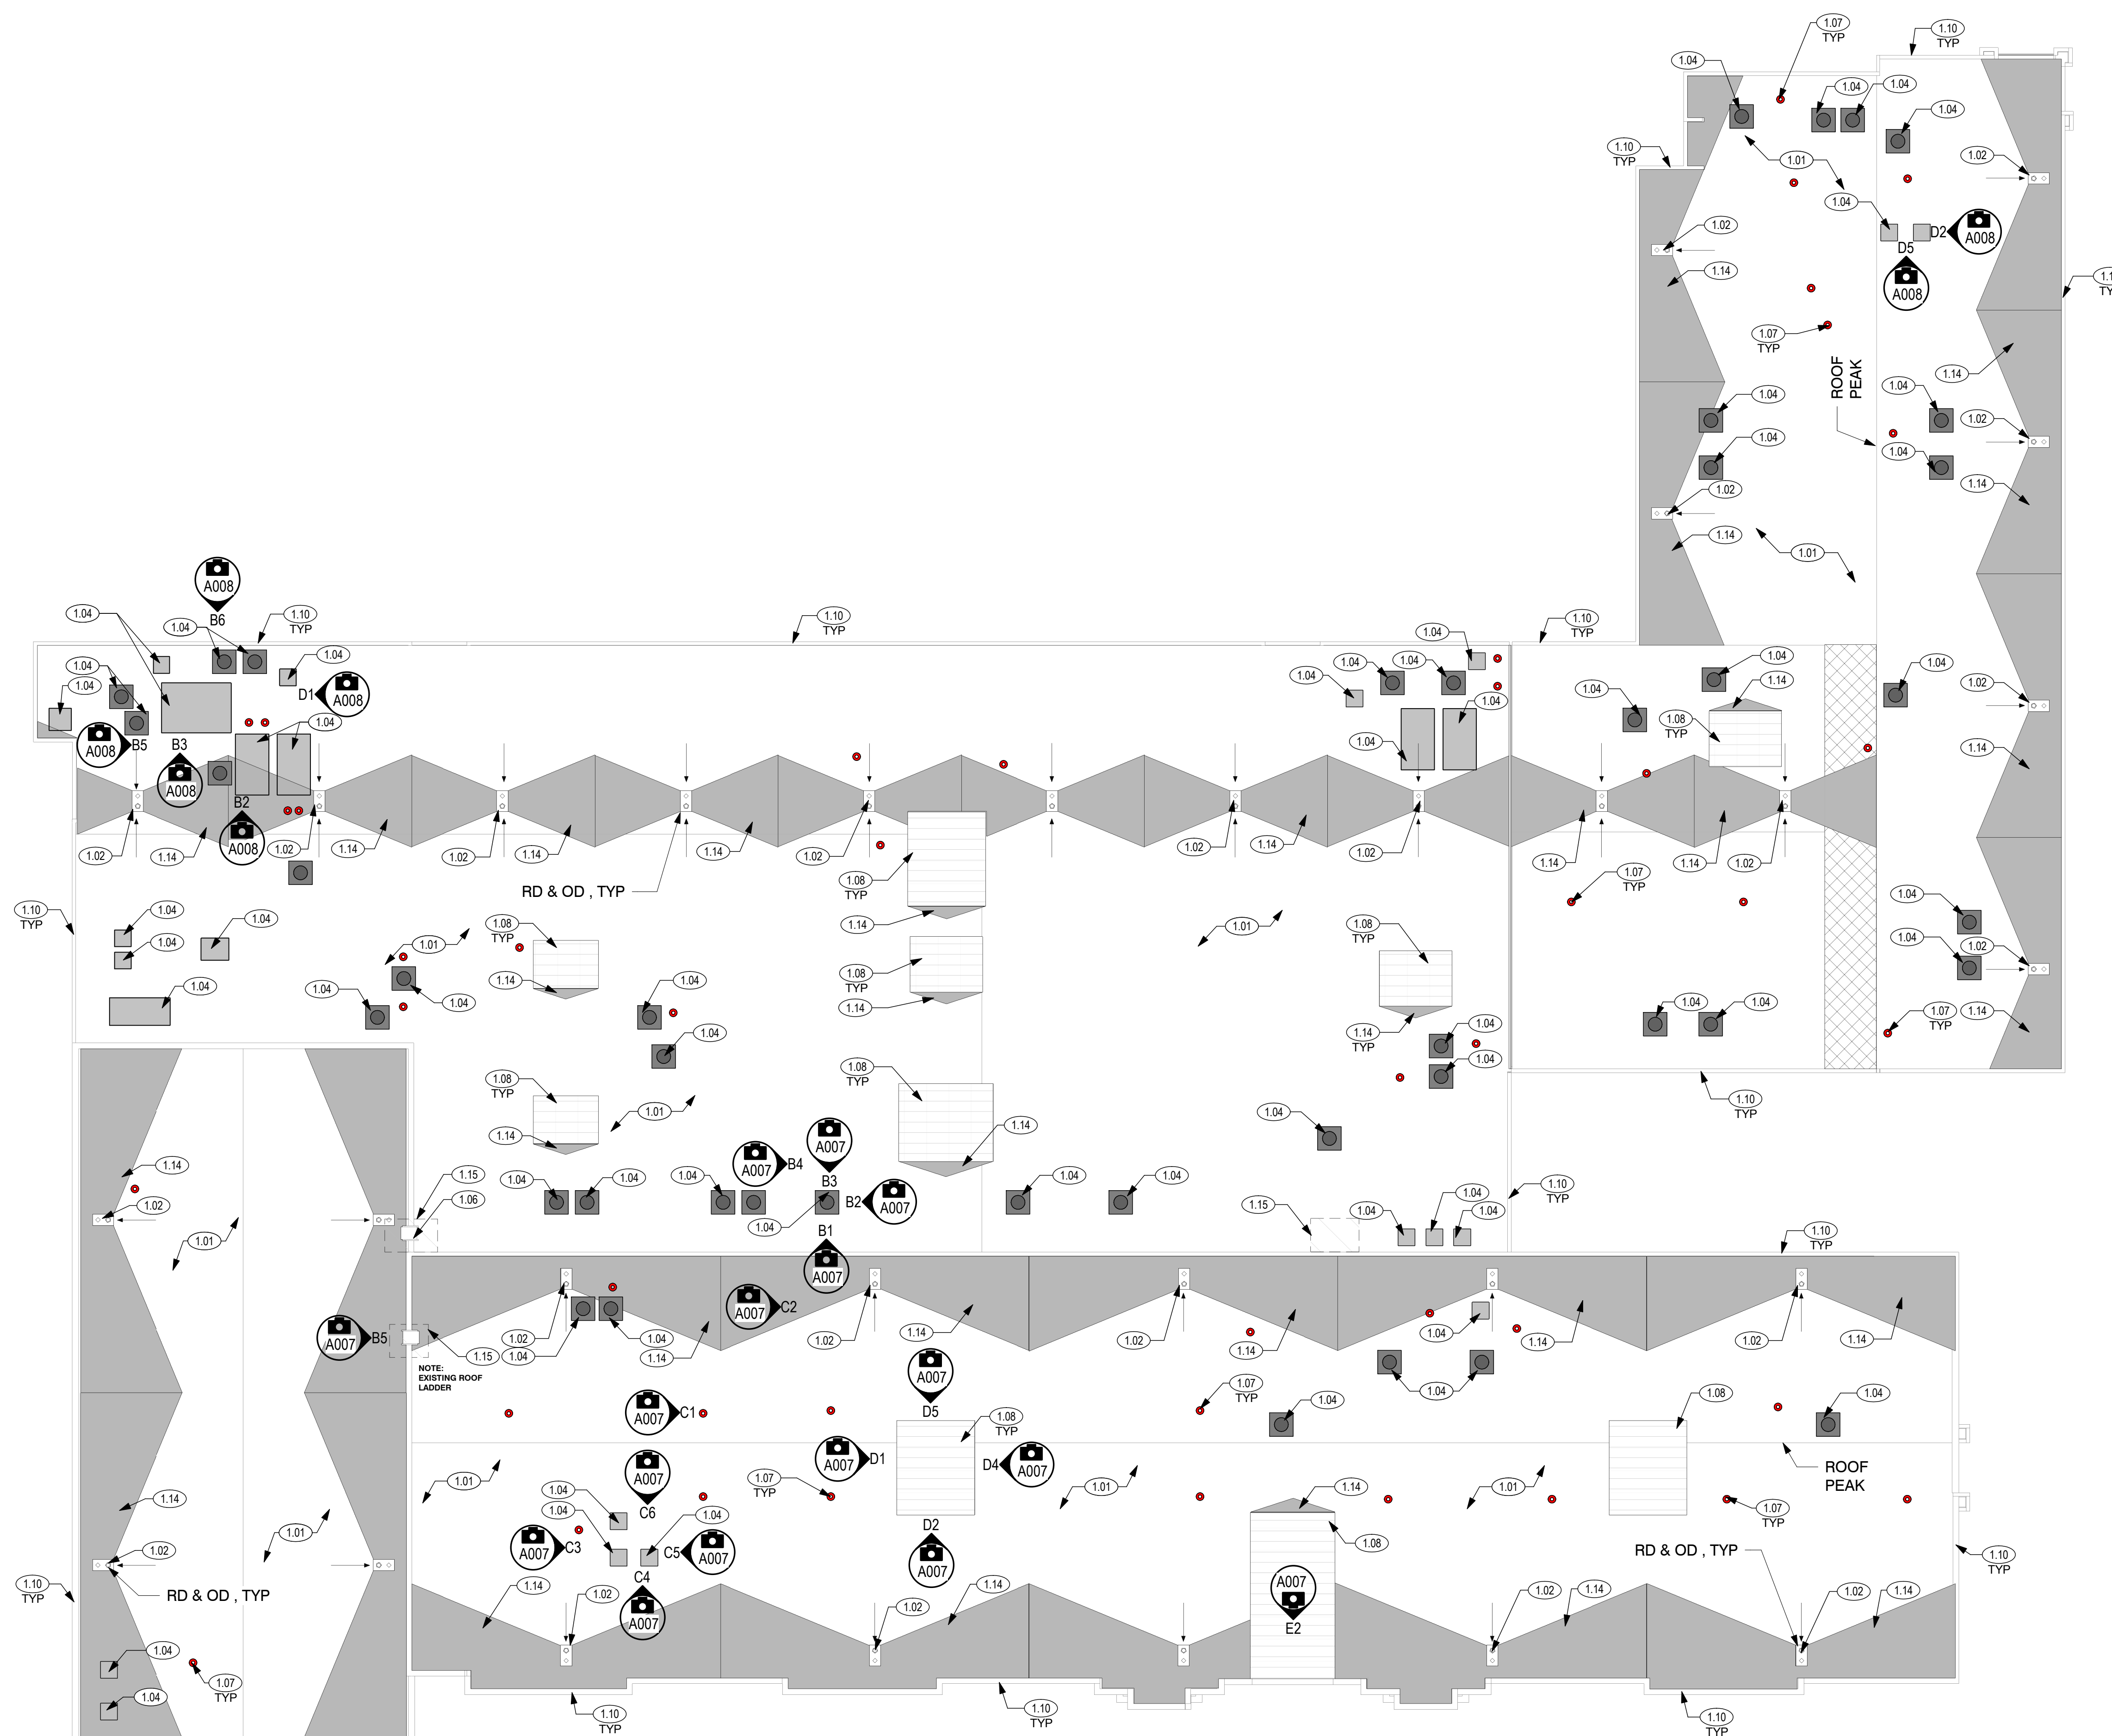 1.07
TYP
1.10
TYP
1.04
1.04
1.04
1.04
1.10
TYP
1.01
1.02
1.04
1.02
D2
A008
D5
A008
1.14
1.07
TYP
ROOF
PEAK
1.14
1.04
1.04
1.02
1.04
1.04
1.14
1.02
1.14
1.01
A008
B6
1.04
1.04
1.10
TYP
1.10
TYP
1.04
1.10
TYP
1.04
1.04
1.04
D1
A008
1.04
1.04
1.04
1.04
1.04
1.14
1.04
1.02
A008
B5
B3
A008
1.04
1.04
1.04
1.08
TYP
1.14
B2
A008
1.02
1.14
1.02
1.14
1.02
1.14
1.14
1.02
1.02
1.14
1.02
1.14
1.14
1.02
RD & OD , TYP
1.08
TYP
1.07
TYP
1.10
TYP
1.04
1.04
1.04
1.01
1.08
TYP
1.14
1.01
1.08
TYP
1.04
1.04
1.02
1.04
1.04
1.14
1.04
1.04
1.08
TYP
1.14
1.14
TYP
1.04
1.04
1.04
1.04
1.04
1.07
TYP
1.14
1.08
TYP
1.01
1.14
1.08
TYP
1.14
1.04
1.10
TYP
1.14
1.02
1.01
1.15
1.06
1.04
1.04
A007
B4
A007
B3
B2
A007
1.04
1.04
1.04
1.04
1.10
TYP
1.15
1.04
1.04
1.04
B1
A007
1.10
TYP
A007
C2
A007
B5
1.15
NOTE:
EXISTING ROOF
LADDER
1.02
1.04
1.04
1.14
1.02
1.14
1.02
1.14
1.04
1.14
1.02
1.14
A007
D5
1.04
A007
C1
1.07
TYP
1.04
1.08
TYP
1.08
1.04
A007
D1
D4
A007
ROOF
PEAK
1.01
A007
C6
1.07
TYP
1.01
1.14
1.01
1.07
TYP
1.14
1.04
1.04
1.04
A007
C3
C5
A007
D2
A007
1.08
1.01
1.02
RD & OD , TYP
C4
A007
1.14
1.02
1.14
1.02
A007
E2
RD & OD , TYP
1.02
1.14
1.02
1.14
1.10
TYP
1.10
TYP
1.04
1.04
1.07
TYP
1.10
TYP
1.10
TYP
1.10
TYP